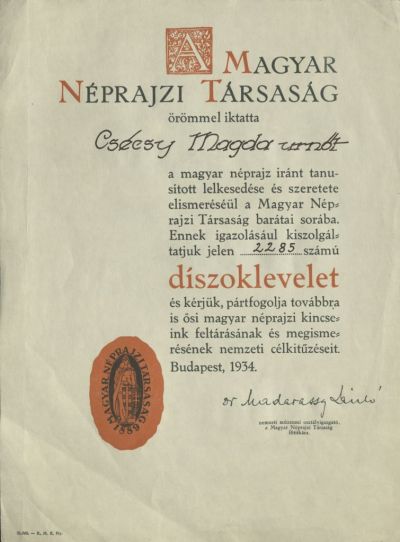 A MAGYAR
NÉPRAJZI TÁRSASÁG
örömmel iktatta
Csécsy Magda urnőt
a magyar néprajz iránt tanu=
sított lelkesedése és szeretete
elismeréséül a Magyar Nép=
rajzi Társaság barátai sorába.
Ennek igazolásául kiszolgál=
tatjuk jelen 2285 számú
díszoklevelet
és kérjük, pártfogolja továbbra
is ősi magyar néprajzi kincse=
ink feltárásának és megisme=
résének nemzeti célkitűzéseit.
Budapest, 1934.
dr Madarassy László
nemzeti múzeumi osztályigazgató,
a Magyar Néprajzi Társaság
főtitkára.
MAGYAR NÉPRAJZI TÁRSASÁG
1889